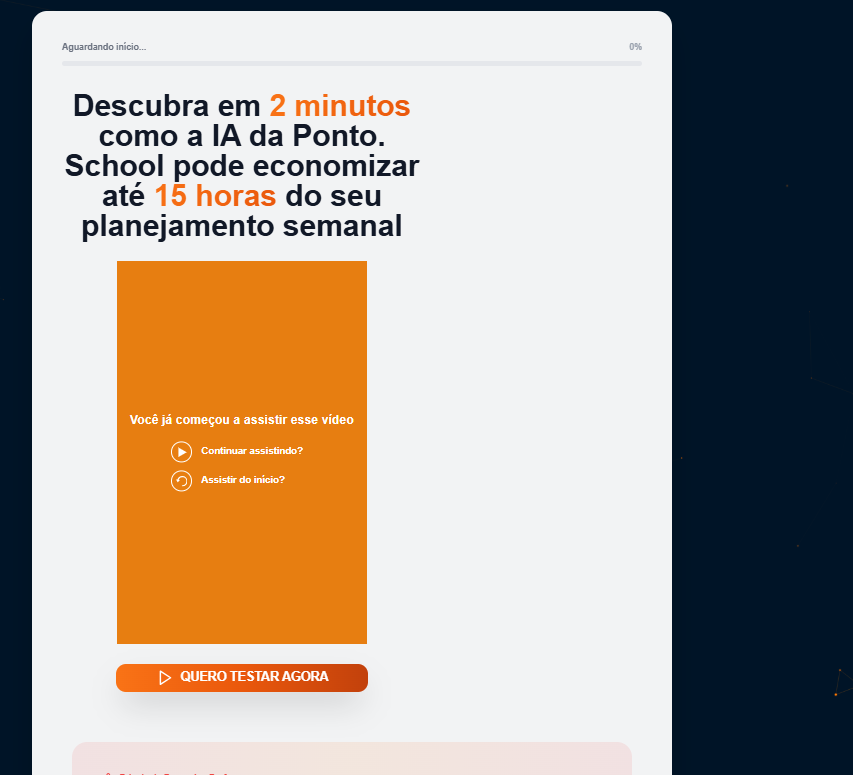 Aguardando início...
0%
Descubra em 2 minutos
como a IA da Ponto.
School pode economizar
até 15 horas do seu
planejamento semanal
Você já começou a assistir esse vídeo
Continuar assistindo?
Assistir do início?
QUERO TESTAR AGORA